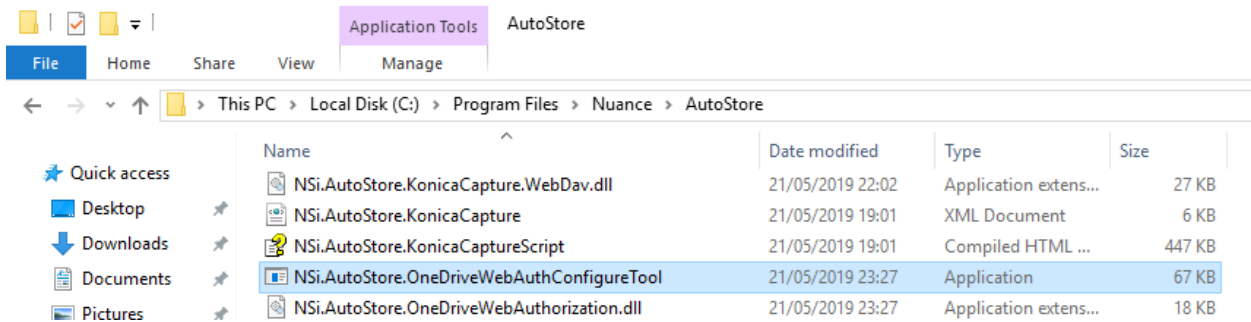 Application Tools AutoStore
File Home Share View Manage
This PC > Local Disk (C:) > Program Files > Nuance > AutoStore
Name Date modified Type Size
Quick access
NSi.AutoStore.KonicaCapture.WebDav.dll 21/05/2019 22:02 Application extens... 27 KB
Desktop
NSi.AutoStore.KonicaCapture 21/05/2019 19:01 XML Document 6 KB
Downloads
NSi.AutoStore.KonicaCaptureScript 21/05/2019 19:01 Compiled HTML ... 447 KB
Documents
NSi.AutoStore.OneDriveWebAuthConfigureTool 21/05/2019 23:27 Application 67 KB
Pictures
NSi.AutoStore.OneDriveWebAuthorization.dll 21/05/2019 23:27 Application extens... 18 KB